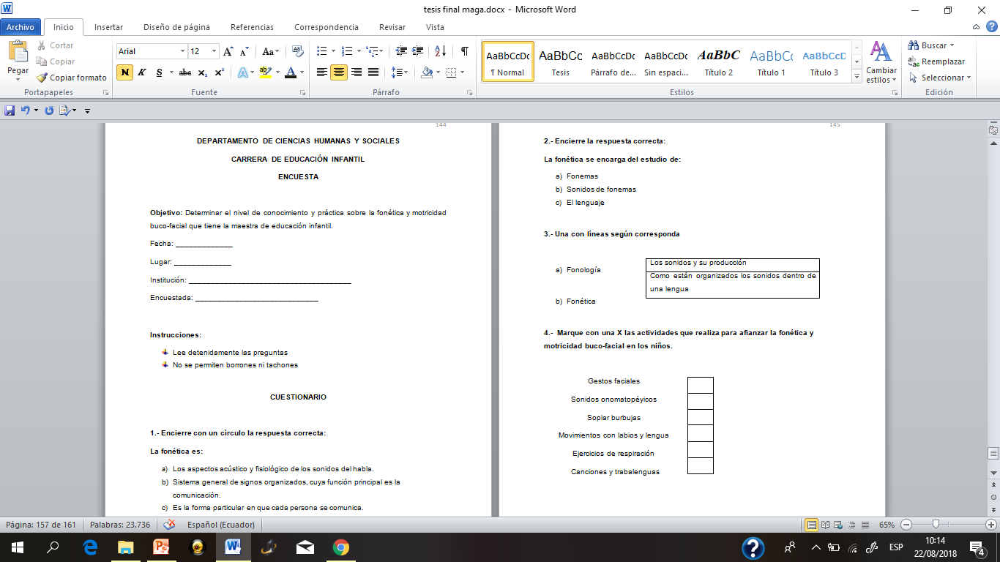 tesis final maga.docx - Microsoft Word
Archivo Inicio Insertar Diseño de página Referencias Correspondencia Revisar Vista
Pegar
Cortar
Copiar
Copiar formato
Portapapeles
Arial 12
Fuente
Párrafo
AaBbCcDc AaBbCc AaBbCcDc AaBbCcDc AaBbC AaBbCc AaBbCcD
¶ Normal Tesis Párrafo de... Sin espaci... Título 2 Título 1 Título 3
Estilos
Cambiar
estilos
Buscar
Reemplazar
Seleccionar
Edición
144
DEPARTAMENTO DE CIENCIAS HUMANAS Y SOCIALES
CARRERA DE EDUCACIÓN INFANTIL
ENCUESTA
Objetivo: Determinar el nivel de conocimiento y práctica sobre la fonética y motricidad
buco-facial que tiene la maestra de educación infantil.
Fecha: _____________
Lugar: _____________
Institución: _____________________________________
Encuestada: ____________________________
Instrucciones:
Lee detenidamente las preguntas
No se permiten borrones ni tachones
CUESTIONARIO
1.- Encierre con un círculo la respuesta correcta:
La fonética es:
a) Los aspectos acústico y fisiológico de los sonidos del habla.
b) Sistema general de signos organizados, cuya función principal es la
comunicación.
c) Es la forma particular en que cada persona se comunica.
145
2.- Encierre la respuesta correcta:
La fonética se encarga del estudio de:
a) Fonemas
b) Sonidos de fonemas
c) El lenguaje
3.- Una con líneas según corresponda
a) Fonología
b) Fonética
Los sonidos y su producción
Como están organizados los sonidos dentro de
una lengua
4.- Marque con una X las actividades que realiza para afianzar la fonética y
motricidad buco-facial en los niños.
Gestos faciales
Sonidos onomatopéyicos
Soplar burbujas
Movimientos con labios y lengua
Ejercicios de respiración
Canciones y trabalenguas
Página: 157 de 161 Palabras: 23.736 Español (Ecuador) 65%
ESP
10:14
22/08/2018
4